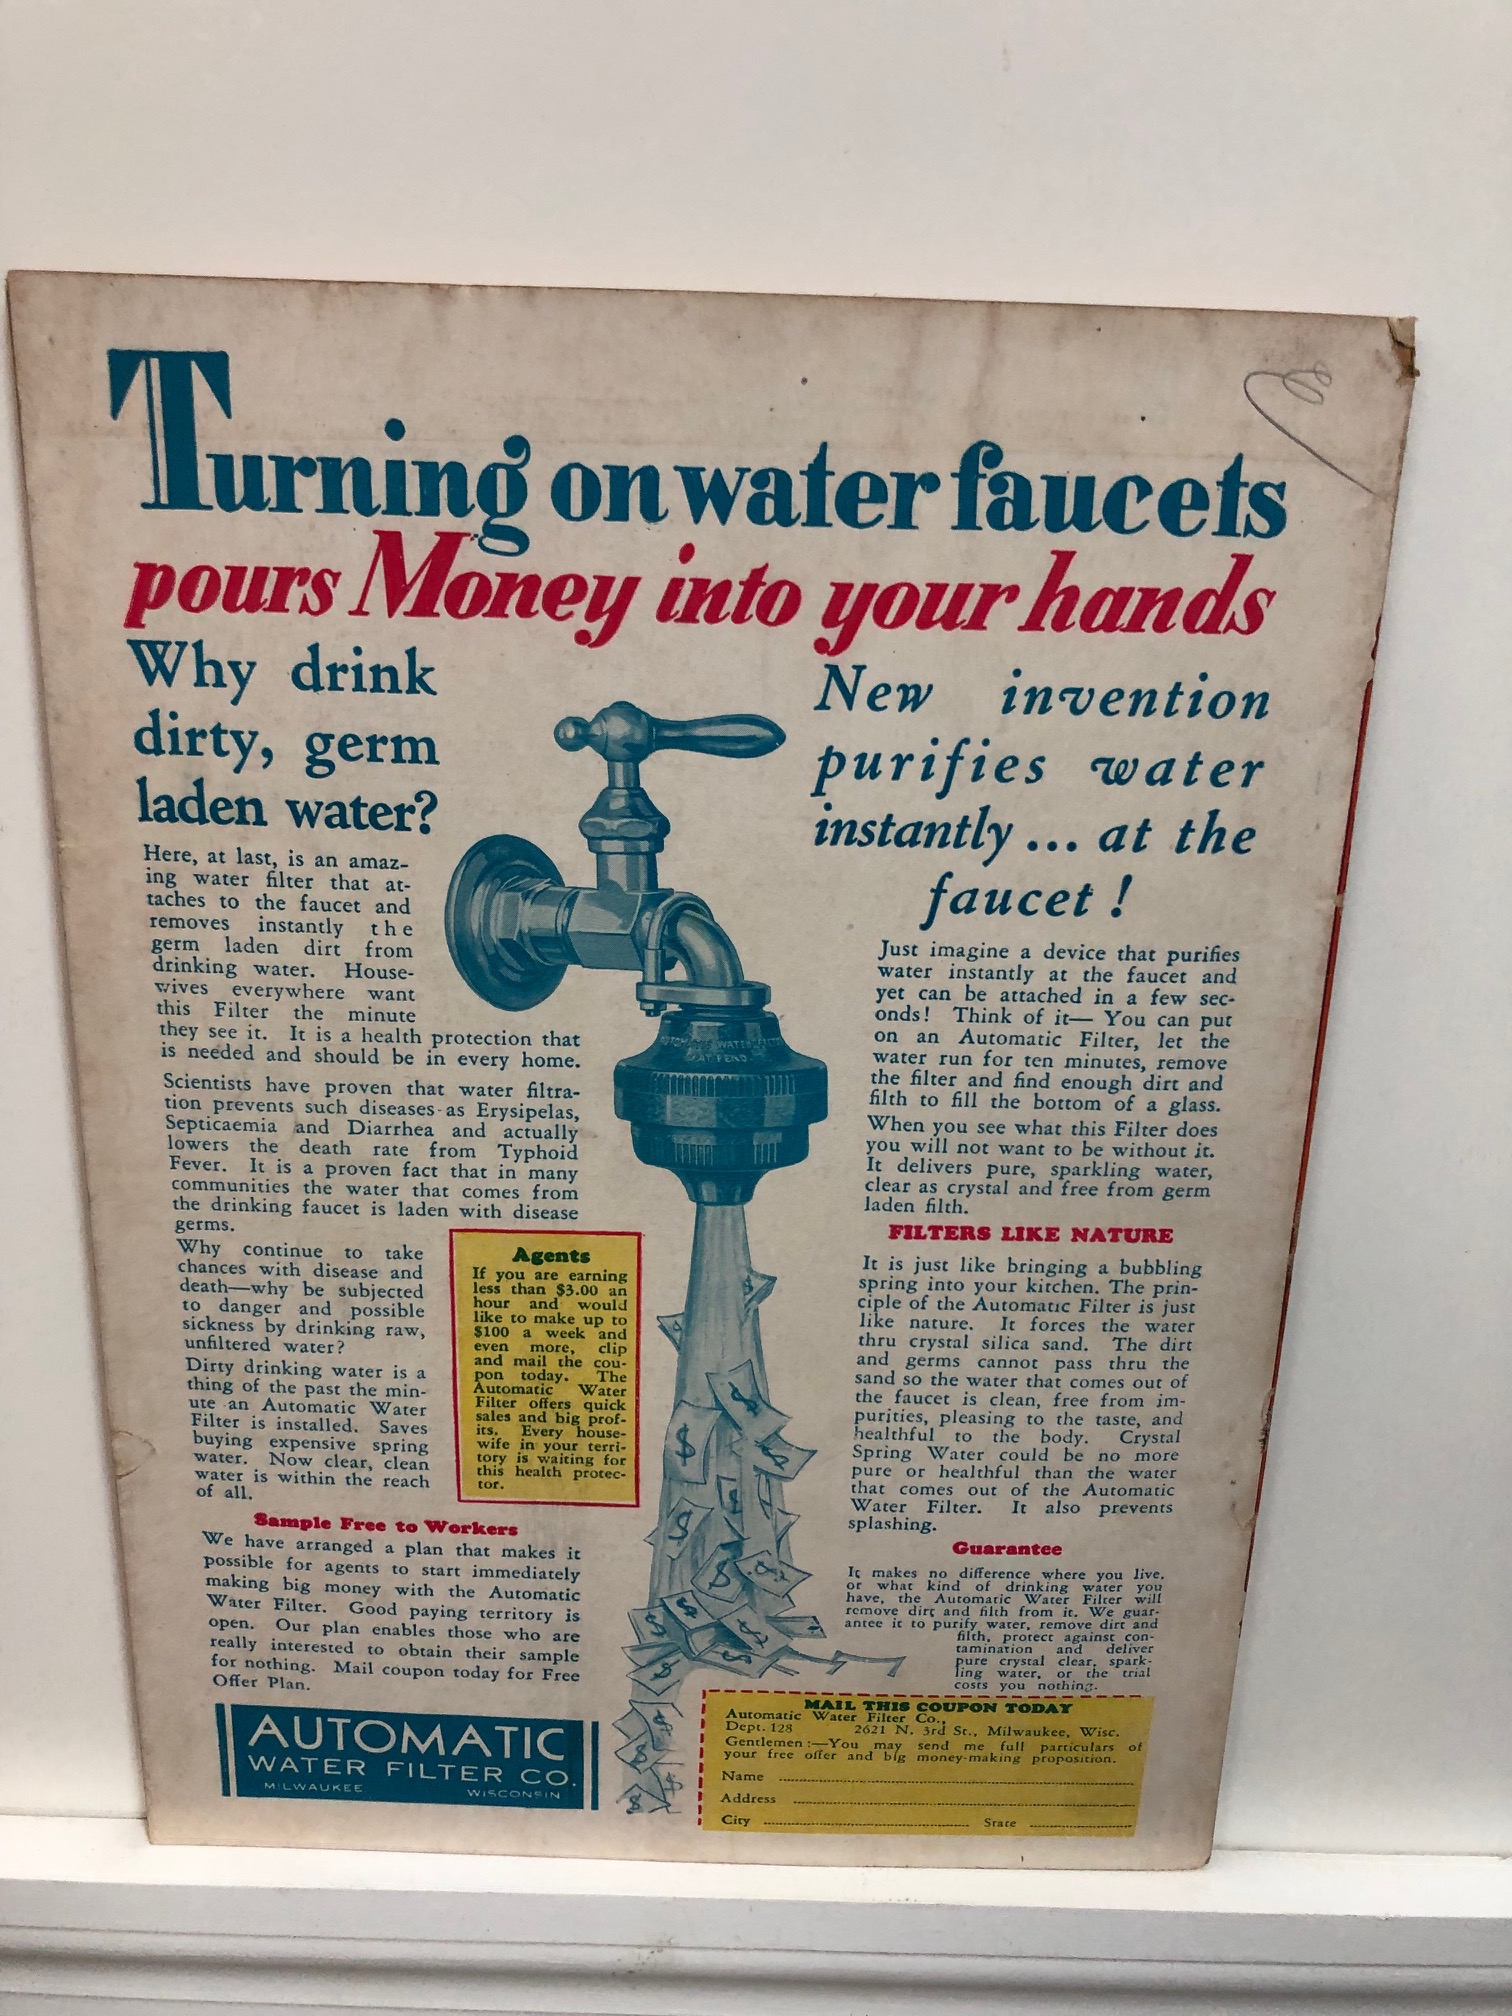 Turning on water faucets
pours Money into your hands
Why drink
dirty, germ
laden water?
Here, at last, is an amaz-
ing water filter that at-
taches to the faucet and
removes instantly the
germ laden dirt from
drinking water. House-
wives everywhere want
this Filter the minute
they see it. It is a health protection that
is needed and should be in every home.
Scientists have proven that water filtra-
tion prevents such diseases as Erysipelas,
Septicaemia and Diarrhea and actually
lowers the death rate from Typhoid
Fever. It is a proven fact that in many
communities the water that comes from
the drinking faucet is laden with disease
germs.
Why continue to take
chances with disease and
death—why be subjected
to danger and possible
sickness by drinking raw,
unfiltered water?
Dirty drinking water is a
thing of the past the min-
ute an Automatic Water
Filter is installed. Saves
buying expensive spring
water. Now clear, clean
water is within the reach
of all.
Agents
If you are earning
less than $3.00 an
hour and would
like to make up to
$100 a week and
even more, clip
and mail the cou-
pon today. The
Automatic Water
Filter offers quick
sales and big prof-
its. Every house-
wife in your terri-
tory is waiting for
this health protec-
tor.
Sample Free to Workers
We have arranged a plan that makes it
possible for agents to start immediately
making big money with the Automatic
Water Filter. Good paying territory is
open. Our plan enables those who are
really interested to obtain their sample
for nothing. Mail coupon today for Free
Offer Plan.
AUTOMATIC
WATER FILTER CO.
MILWAUKEE WISCONSIN
New invention
purifies water
instantly ... at the
faucet !
Just imagine a device that purifies
water instantly at the faucet and
yet can be attached in a few sec-
onds! Think of it— You can put
on an Automatic Filter, let the
water run for ten minutes, remove
the filter and find enough dirt and
filth to fill the bottom of a glass.
When you see what this Filter does
you will not want to be without it.
It delivers pure, sparkling water,
clear as crystal and free from germ
laden filth.
FILTERS LIKE NATURE
It is just like bringing a bubbling
spring into your kitchen. The prin-
ciple of the Automatic Filter is just
like nature. It forces the water
thru crystal silica sand. The dirt
and germs cannot pass thru the
sand so the water that comes out of
the faucet is clean, free from im-
purities, pleasing to the taste, and
healthful to the body. Crystal
Spring Water could be no more
pure or healthful than the water
that comes out of the Automatic
Water Filter. It also prevents
splashing.
Guarantee
It makes no difference where you live,
or what kind of drinking water you
have, the Automatic Water Filter will
remove dirt and filth from it. We guar-
antee it to purify water, remove dirt and
filth, protect against con-
tamination and deliver
pure crystal clear, spark-
ling water, or the trial
costs you nothing.
MAIL THIS COUPON TODAY
Automatic Water Filter Co.,
Dept. 128 2621 N. 3rd St., Milwaukee, Wisc.
Gentlemen:—You may send me full particulars of
your free offer and big money-making proposition.
Name
Address
City State